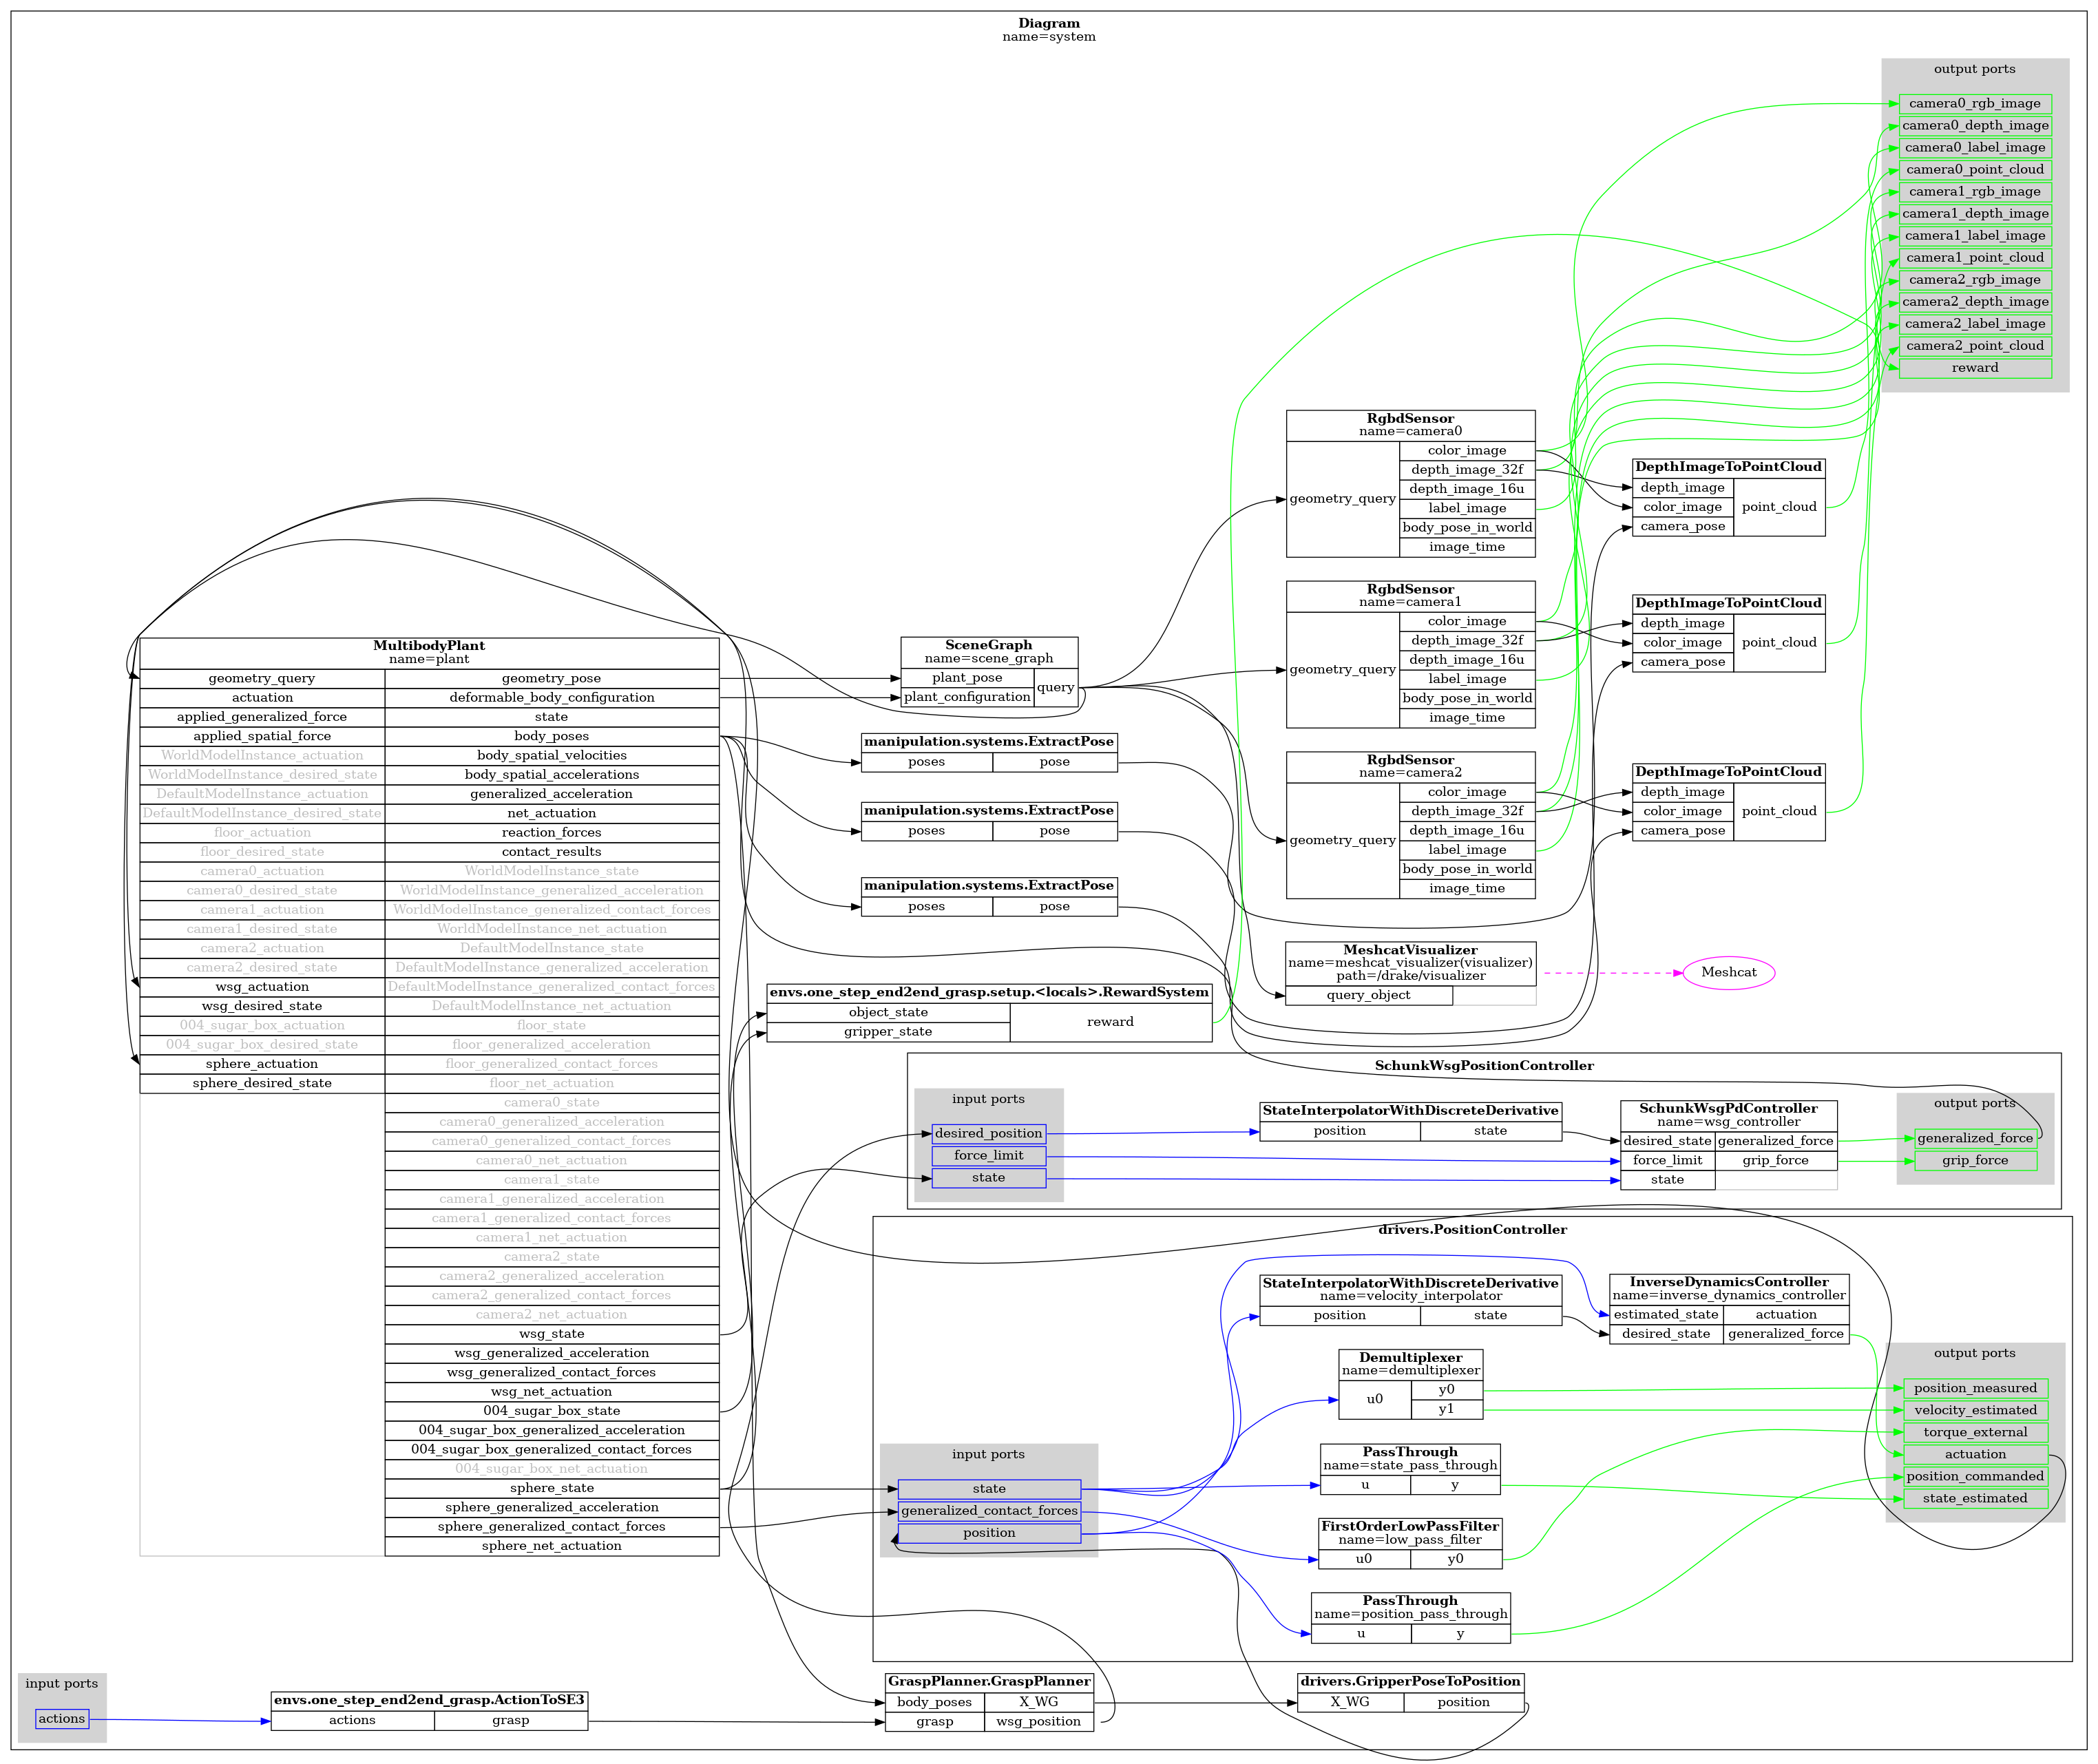 Diagram
name=system
output ports
camera0_rgb_image
camera0_depth_image
camera0_label_image
camera0_point_cloud
camera1_rgb_image
camera1_depth_image
camera1_label_image
camera1_point_cloud
camera2_rgb_image
camera2_depth_image
camera2_label_image
camera2_point_cloud
reward
RgbdSensor
name=camera0
geometry_query
color_image
depth_image_32f
depth_image_16u
label_image
body_pose_in_world
image_time
DepthImageToPointCloud
depth_image
color_image
camera_pose
point_cloud
RgbdSensor
name=camera1
geometry_query
color_image
depth_image_32f
depth_image_16u
label_image
body_pose_in_world
image_time
DepthImageToPointCloud
depth_image
color_image
camera_pose
point_cloud
RgbdSensor
name=camera2
geometry_query
color_image
depth_image_32f
depth_image_16u
label_image
body_pose_in_world
image_time
DepthImageToPointCloud
depth_image
color_image
camera_pose
point_cloud
MultibodyPlant
name=plant
geometry_query
actuation
applied_generalized_force
applied_spatial_force
WorldModelInstance_actuation
WorldModelInstance_desired_state
DefaultModelInstance_actuation
DefaultModelInstance_desired_state
floor_actuation
floor_desired_state
camera0_actuation
camera0_desired_state
camera1_actuation
camera1_desired_state
camera2_actuation
camera2_desired_state
wsg_actuation
wsg_desired_state
004_sugar_box_actuation
004_sugar_box_desired_state
sphere_actuation
sphere_desired_state
geometry_pose
deformable_body_configuration
state
body_poses
body_spatial_velocities
body_spatial_accelerations
generalized_acceleration
net_actuation
reaction_forces
contact_results
WorldModelInstance_state
WorldModelInstance_generalized_acceleration
WorldModelInstance_generalized_contact_forces
WorldModelInstance_net_actuation
DefaultModelInstance_state
DefaultModelInstance_generalized_acceleration
DefaultModelInstance_generalized_contact_forces
DefaultModelInstance_net_actuation
floor_state
floor_generalized_acceleration
floor_generalized_contact_forces
floor_net_actuation
camera0_state
camera0_generalized_acceleration
camera0_generalized_contact_forces
camera0_net_actuation
camera1_state
camera1_generalized_acceleration
camera1_generalized_contact_forces
camera1_net_actuation
camera2_state
camera2_generalized_acceleration
camera2_generalized_contact_forces
camera2_net_actuation
wsg_state
wsg_generalized_acceleration
wsg_generalized_contact_forces
wsg_net_actuation
004_sugar_box_state
004_sugar_box_generalized_acceleration
004_sugar_box_generalized_contact_forces
004_sugar_box_net_actuation
sphere_state
sphere_generalized_acceleration
sphere_generalized_contact_forces
sphere_net_actuation
SceneGraph
name=scene_graph
plant_pose
plant_configuration
query
manipulation.systems.ExtractPose
poses pose
manipulation.systems.ExtractPose
poses pose
manipulation.systems.ExtractPose
poses pose
MeshcatVisualizer
name=meshcat_visualizer(visualizer)
path=/drake/visualizer
query_object
Meshcat
envs.one_step_end2end_grasp.setup.<locals>.RewardSystem
object_state
gripper_state
reward
SchunkWsgPositionController
input ports
desired_position
force_limit
state
StateInterpolatorWithDiscreteDerivative
position state
SchunkWsgPdController
name=wsg_controller
desired_state generalized_force
force_limit grip_force
state
output ports
generalized_force
grip_force
drivers.PositionController
input ports
state
generalized_contact_forces
position
StateInterpolatorWithDiscreteDerivative
name=velocity_interpolator
position state
InverseDynamicsController
name=inverse_dynamics_controller
estimated_state actuation
desired_state generalized_force
Demultiplexer
name=demultiplexer
u0
y0
y1
PassThrough
name=state_pass_through
u y
FirstOrderLowPassFilter
name=low_pass_filter
u0 y0
PassThrough
name=position_pass_through
u y
output ports
position_measured
velocity_estimated
torque_external
actuation
position_commanded
state_estimated
input ports
actions
envs.one_step_end2end_grasp.ActionToSE3
actions grasp
GraspPlanner.GraspPlanner
body_poses X_WG
grasp wsg_position
drivers.GripperPoseToPosition
X_WG position